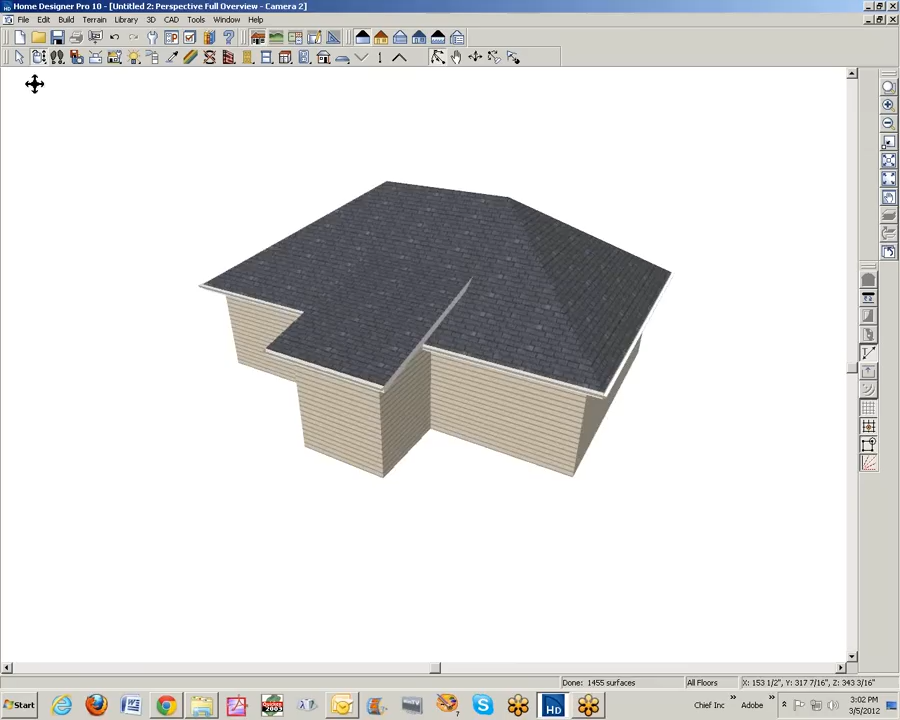 Home Designer Pro 10 - [Untitled 2: Perspective Full Overview - Camera 2]
File Edit Build Terrain Library 3D CAD Tools Window Help
Done: 1455 surfaces All Floors X: 153 1/2", Y: 317 7/16", Z: 343 3/16"
Start Chief Inc » Adobe » 3:02 PM
3/5/2012